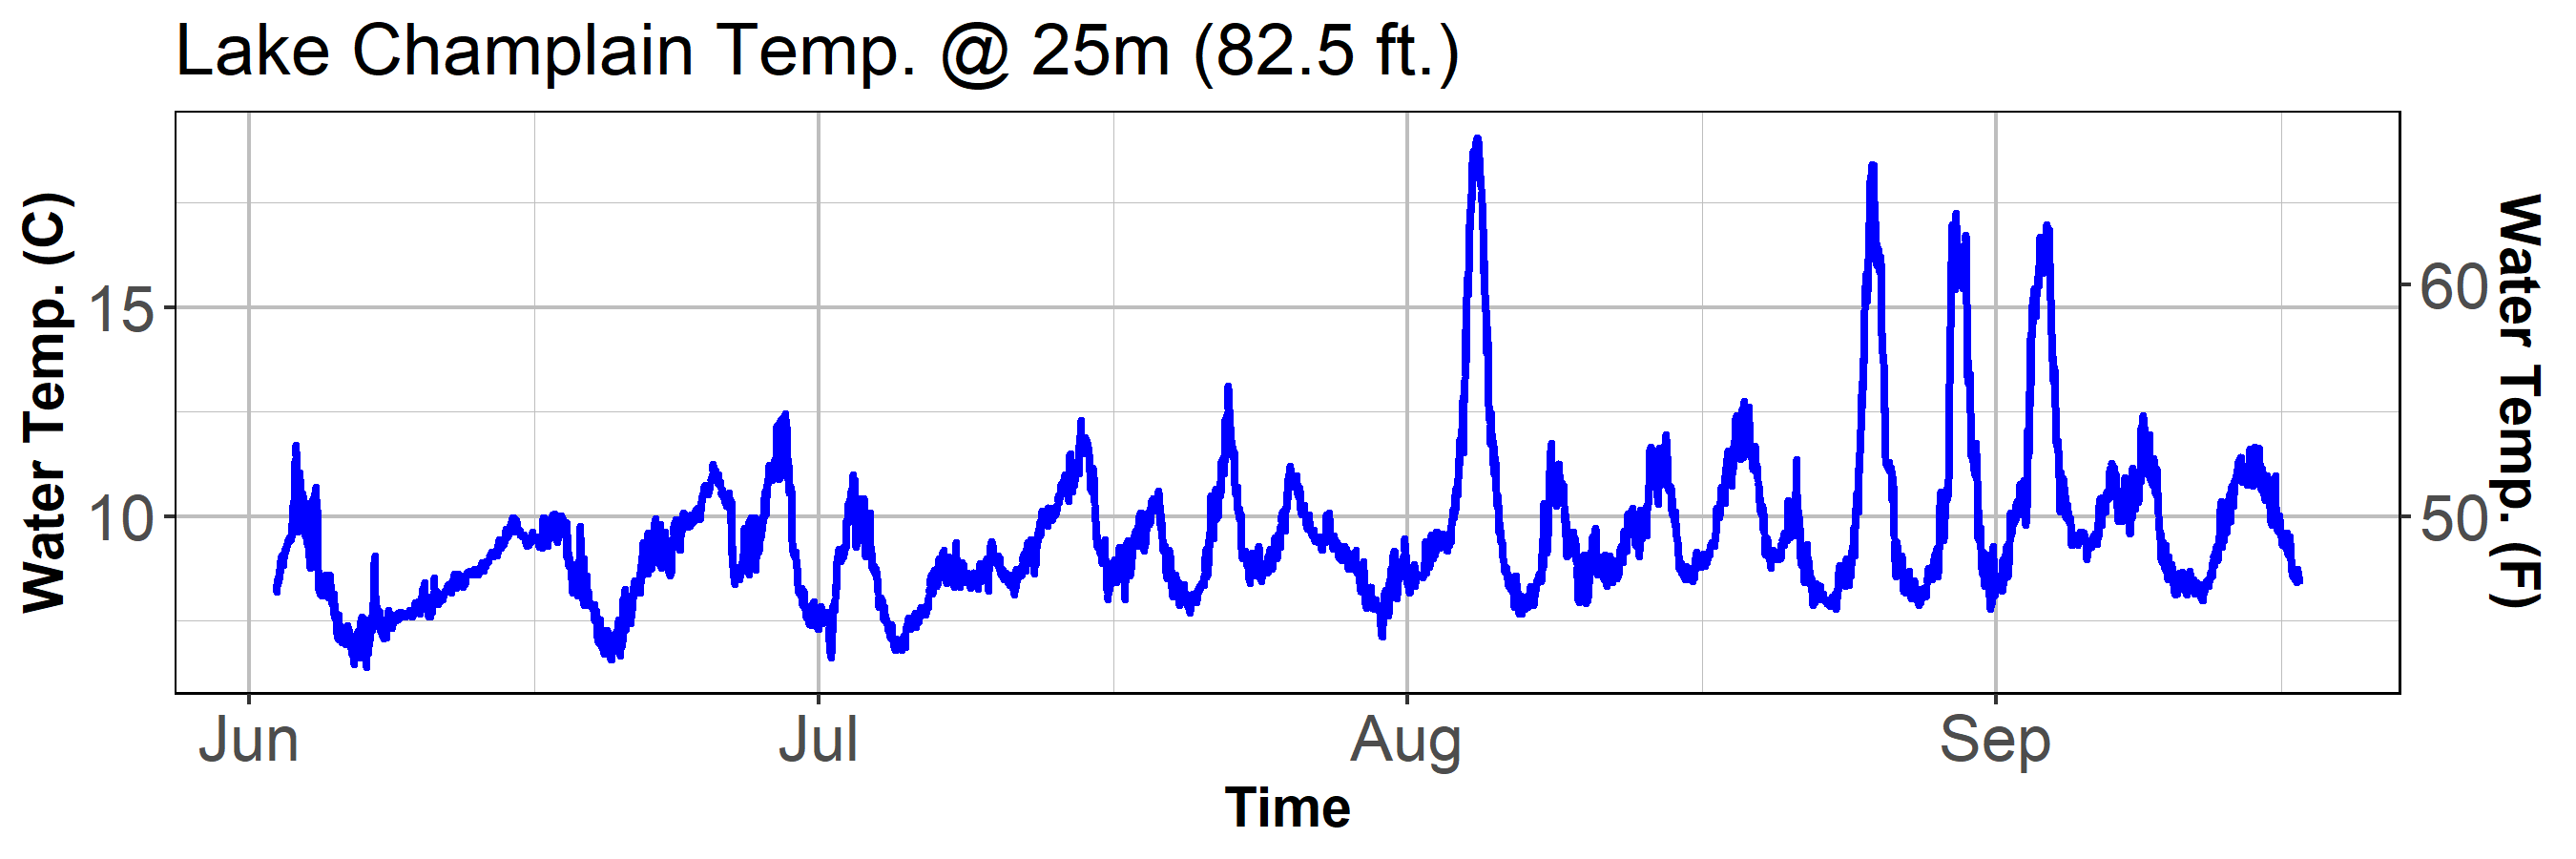 Lake Champlain Temp. @ 25m (82.5 ft.)
Water Temp. (C)
15
10
60
50
Water Temp. (F)
Jun Jul Aug Sep
Time